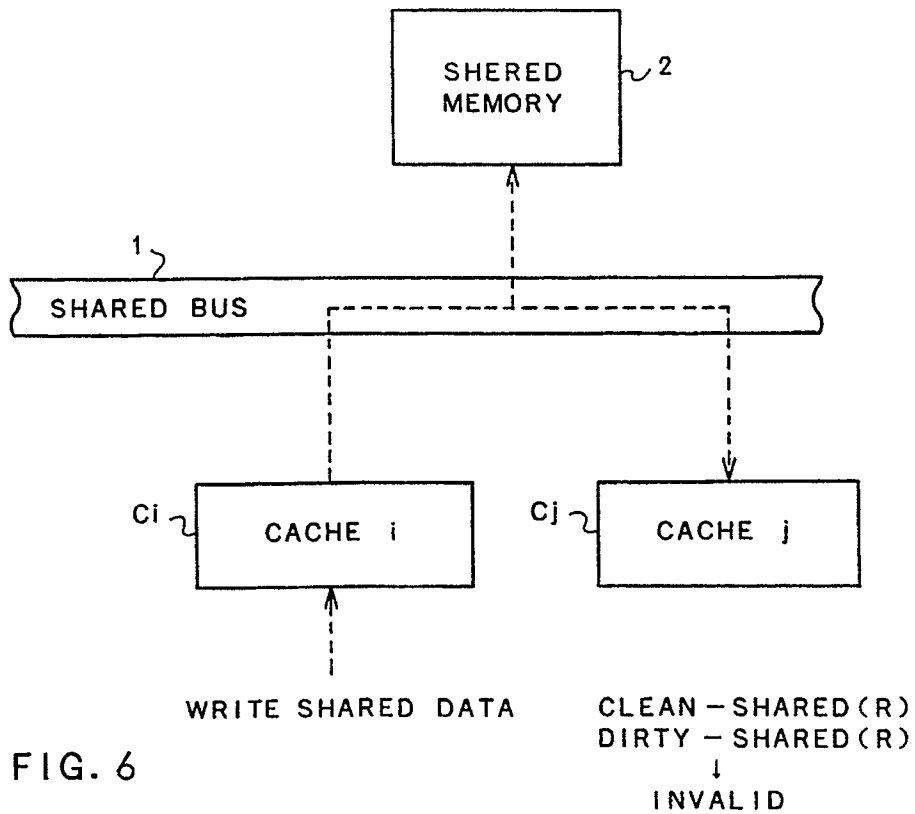 SHERED
MEMORY
2
1
SHARED BUS
Ci
CACHE i
Cj
CACHE j
WRITE SHARED DATA
CLEAN-SHARED(R)
DIRTY-SHARED(R)
↓
INVALID
FIG. 6